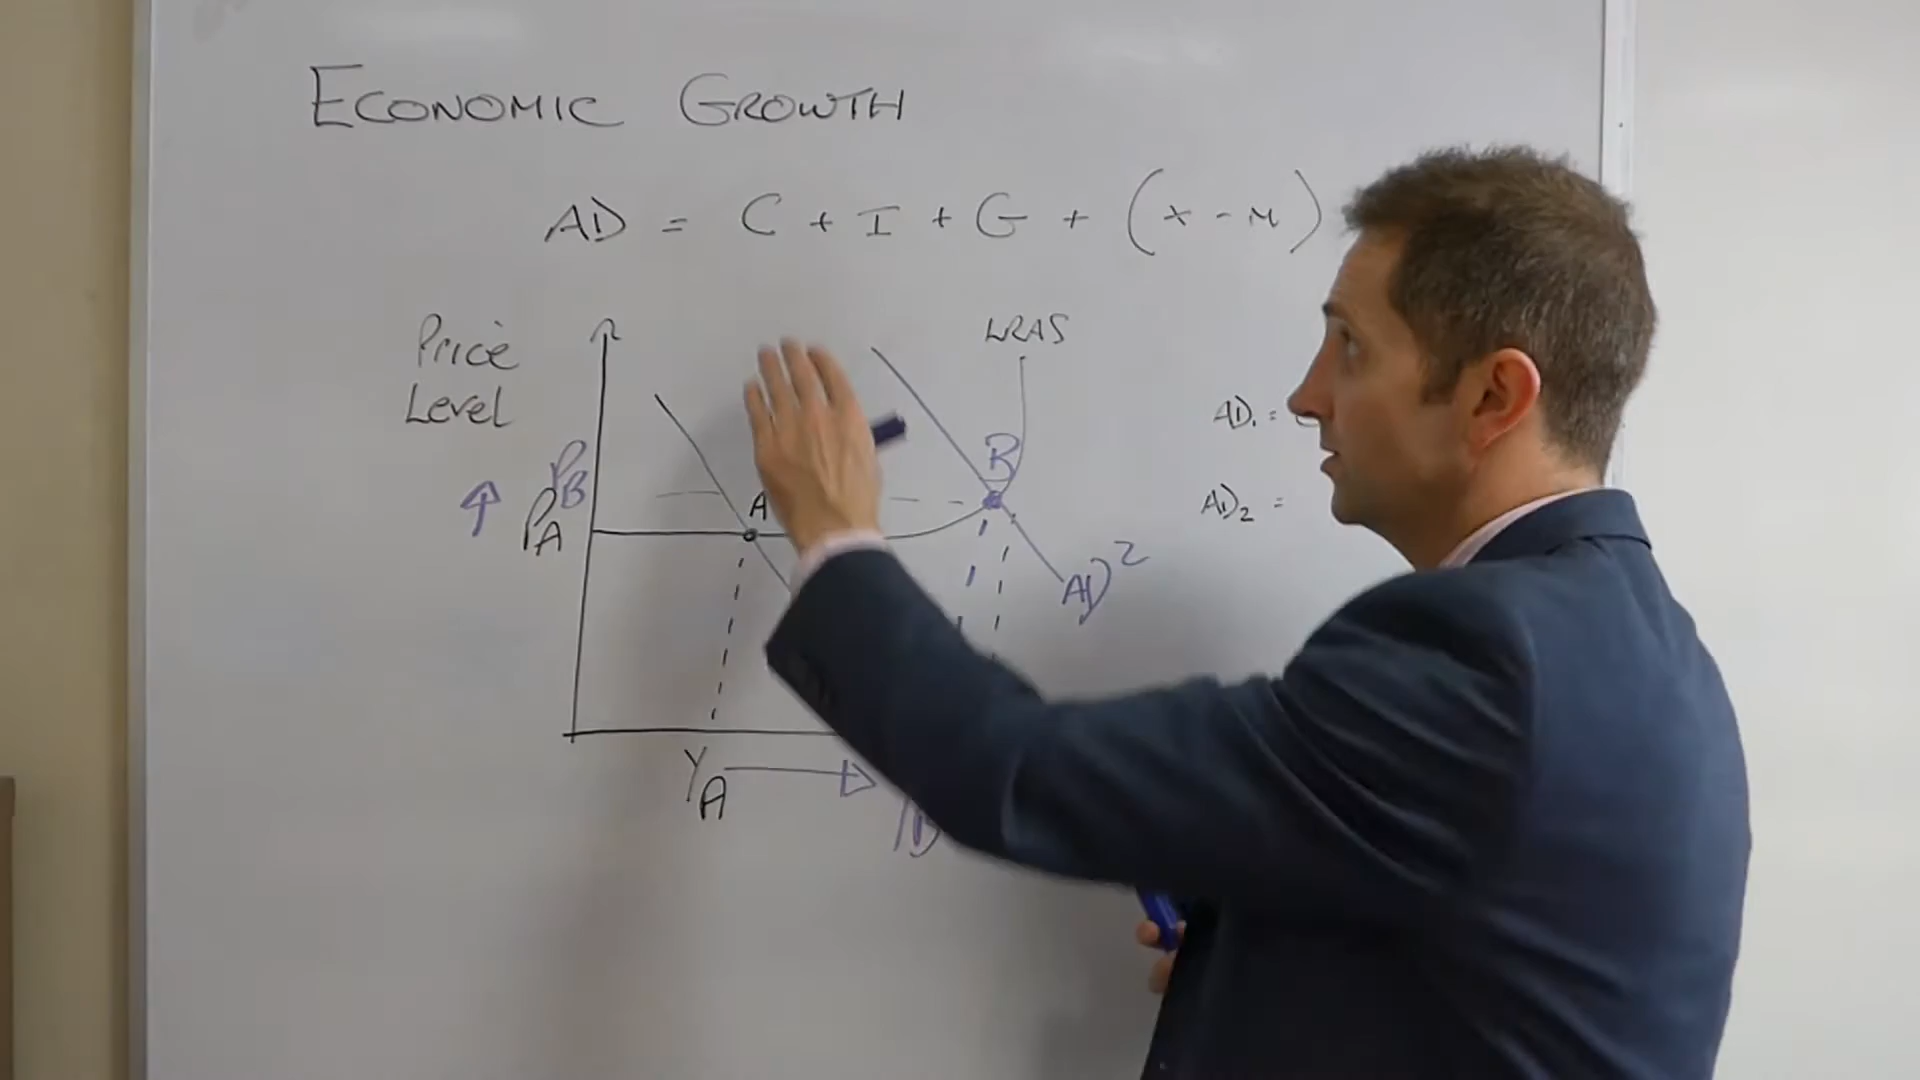 ECONOMIC GROWTH
AD = C + I + G + (X - M)
Price
Level
LRAS
AD₁ =
AD₂ =
PB
PA
A
B
AD²
YA